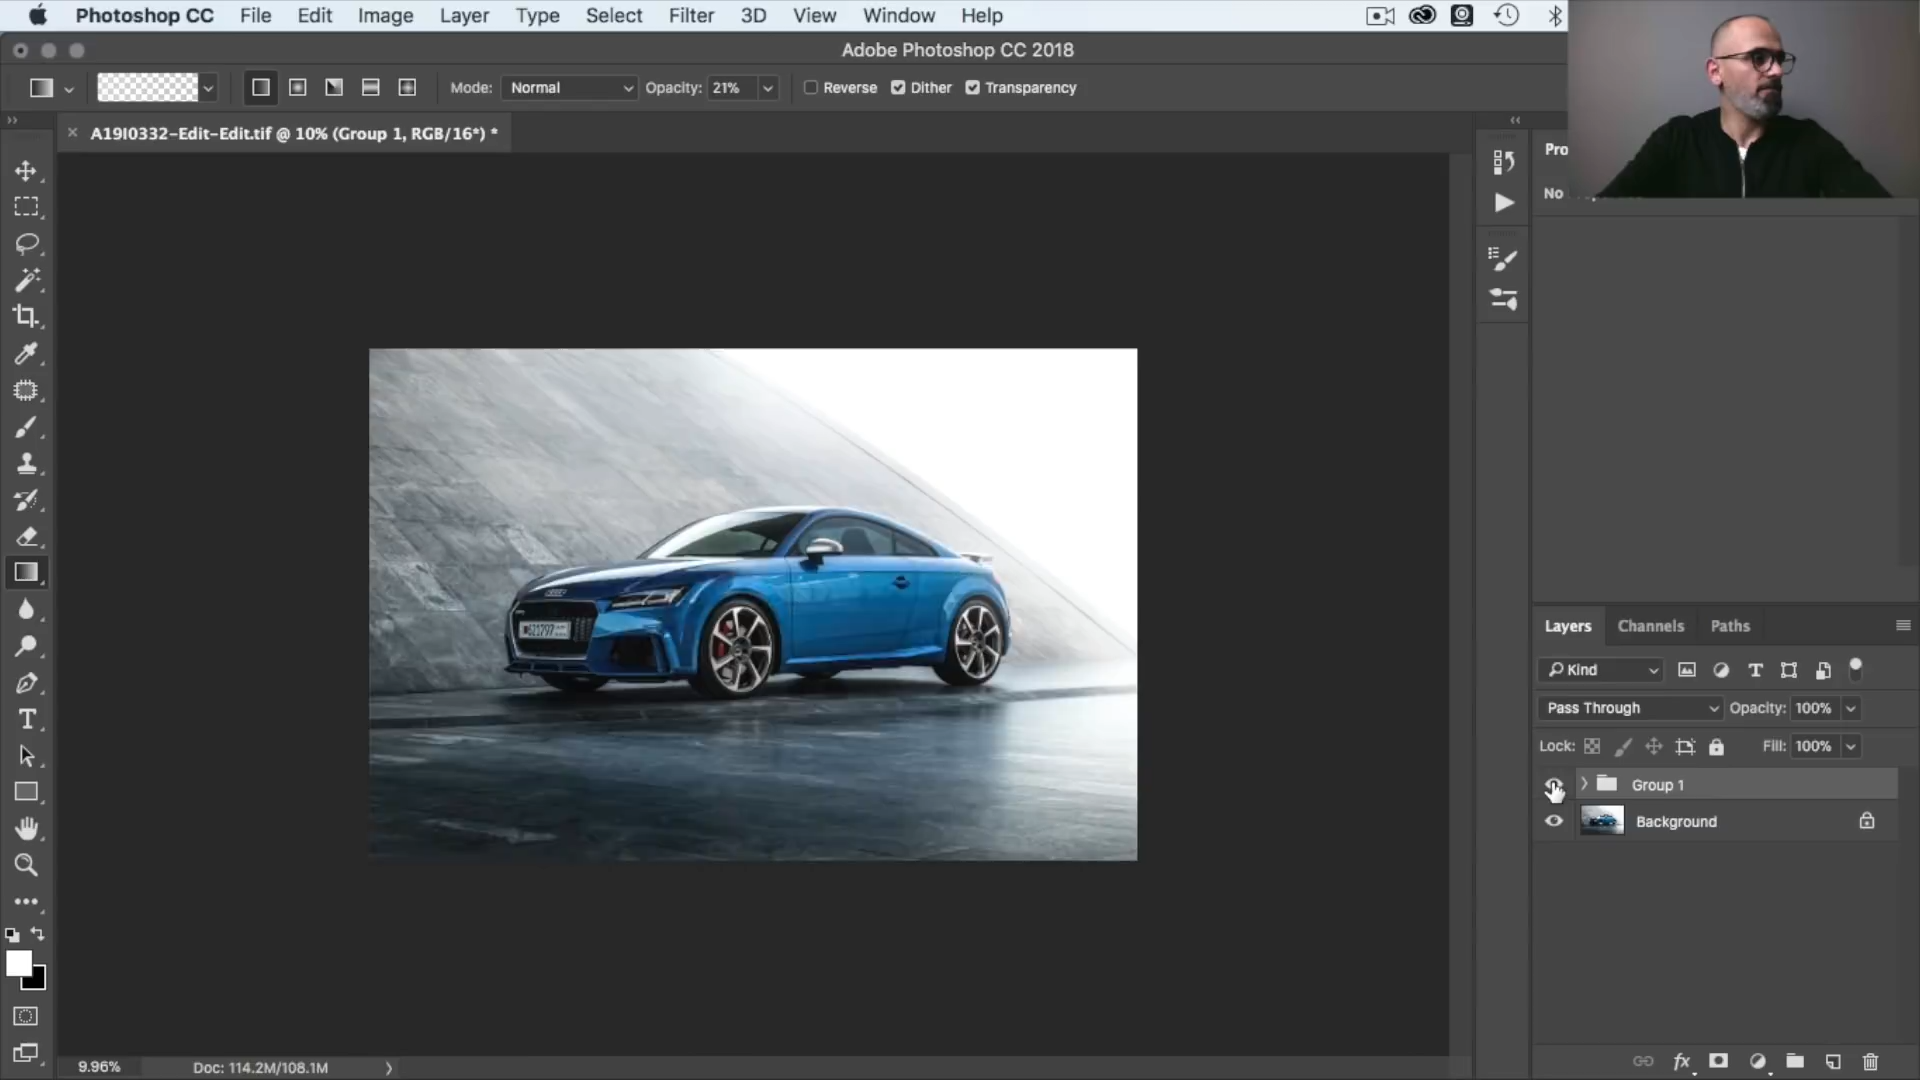 Photoshop CC File Edit Image Layer Type Select Filter 3D View Window Help
Adobe Photoshop CC 2018
Mode: Normal Opacity: 21% Reverse Dither Transparency
A19I0332-Edit-Edit.tif @ 10% (Group 1, RGB/16*) *
Pro
No
621797
Layers Channels Paths
Kind
Pass Through Opacity: 100%
Lock: Fill: 100%
Group 1
Background
fx
9.96% Doc: 114.2M/108.1M